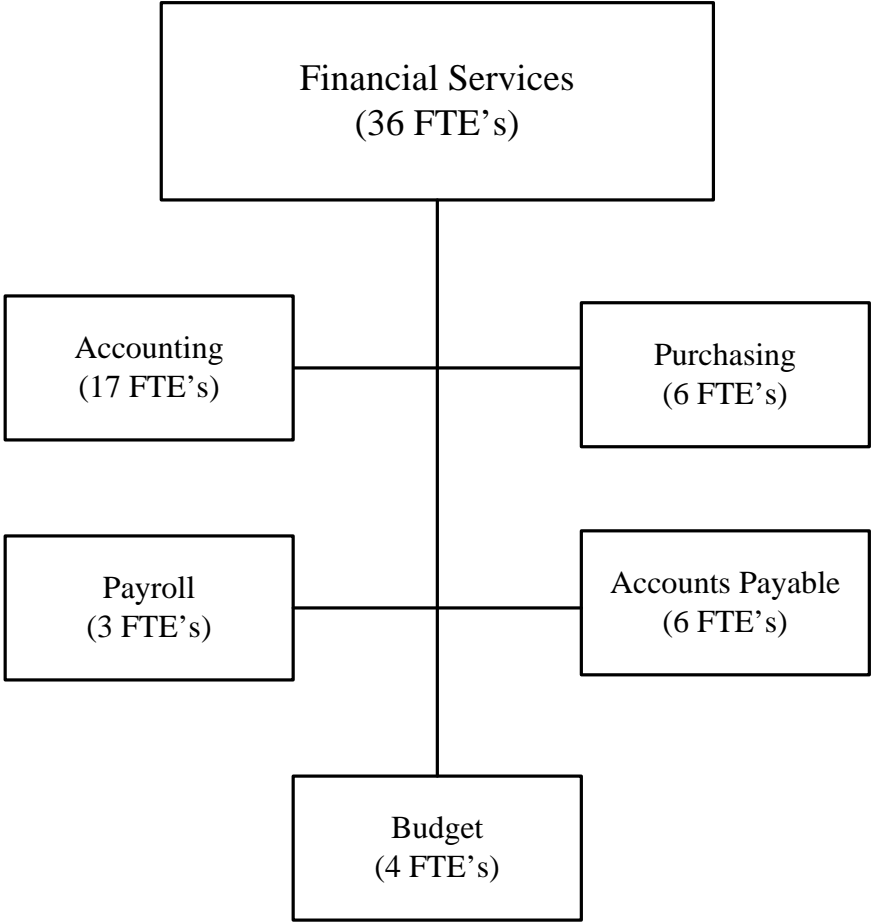 Financial Services
(36 FTE’s)
Accounting
(17 FTE’s)
Purchasing
(6 FTE’s)
Payroll
(3 FTE’s)
Accounts Payable
(6 FTE’s)
Budget
(4 FTE’s)